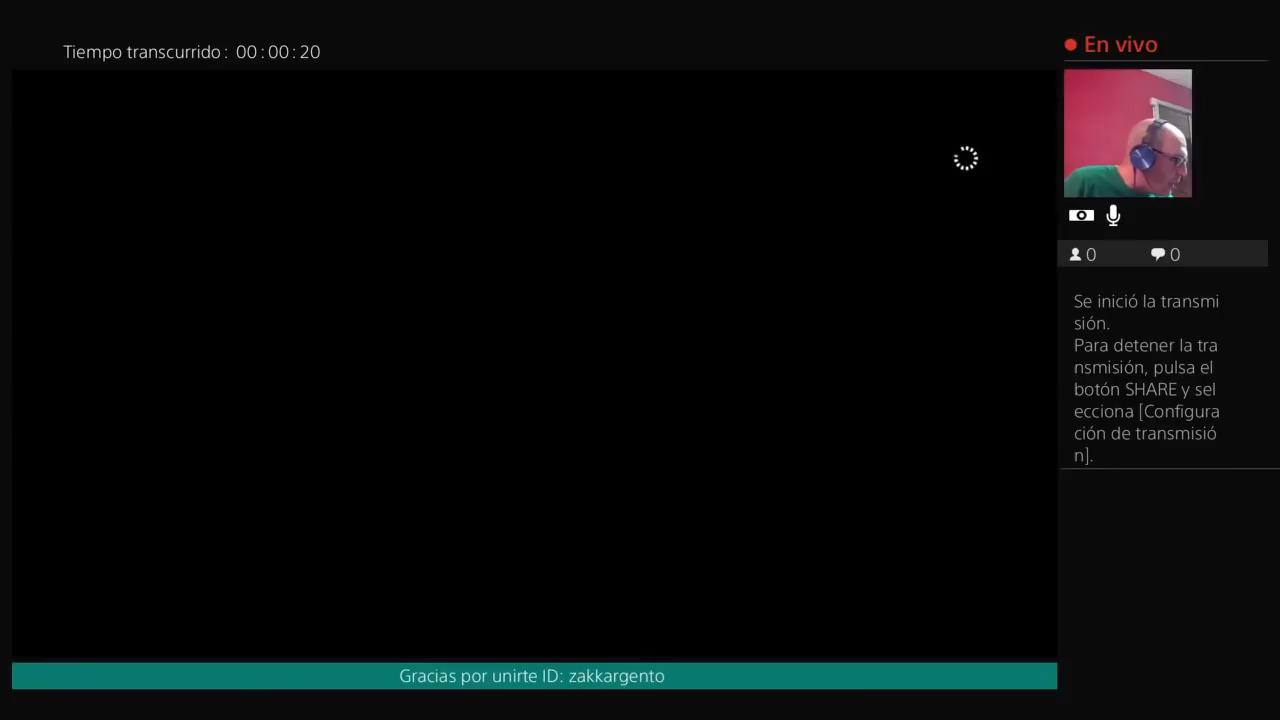 Tiempo transcurrido: 00:00:20
En vivo
0 0
Se inició la transmi
sión.
Para detener la tra
nsmisión, pulsa el
botón SHARE y sel
ecciona [Configura
ción de transmisió
n].
Gracias por unirte ID: zakkargento